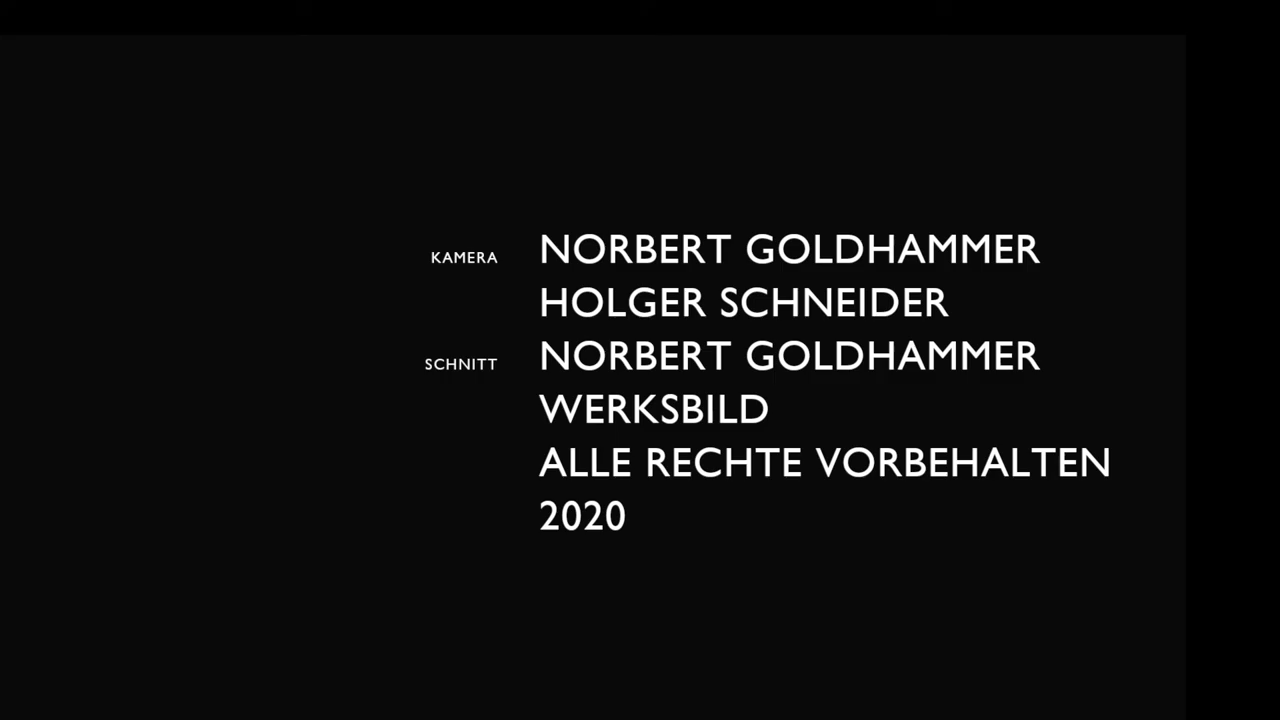 KAMERA NORBERT GOLDHAMMER
HOLGER SCHNEIDER
SCHNITT NORBERT GOLDHAMMER
WERKSBILD
ALLE RECHTE VORBEHALTEN
2020